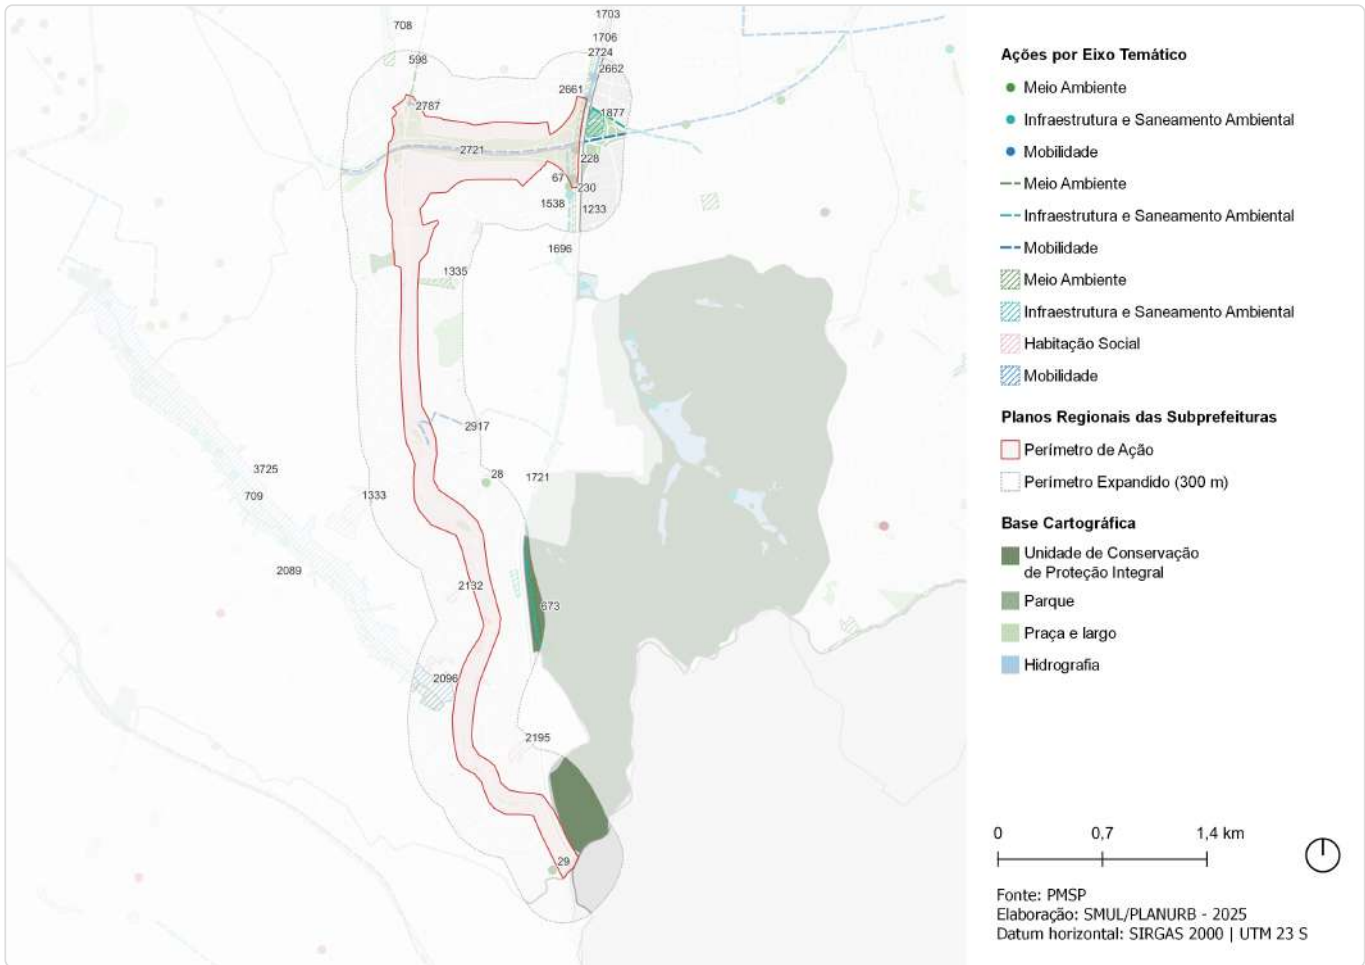 1703
708
1706
2724
598
2662
2661
2787
1877
2721
228
67
230
1538
1233
1696
1335
2917
28
1721
3725
709
1333
2089
2132
673
2096
2195
29
Ações por Eixo Temático
Meio Ambiente
Infraestrutura e Saneamento Ambiental
Mobilidade
Meio Ambiente
Infraestrutura e Saneamento Ambiental
Mobilidade
Meio Ambiente
Infraestrutura e Saneamento Ambiental
Habitação Social
Mobilidade
Planos Regionais das Subprefeituras
Perímetro de Ação
Perímetro Expandido (300 m)
Base Cartográfica
Unidade de Conservação
de Proteção Integral
Parque
Praça e largo
Hidrografia
0 0,7 1,4 km
Fonte: PMSP
Elaboração: SMUL/PLANURB - 2025
Datum horizontal: SIRGAS 2000 | UTM 23 S